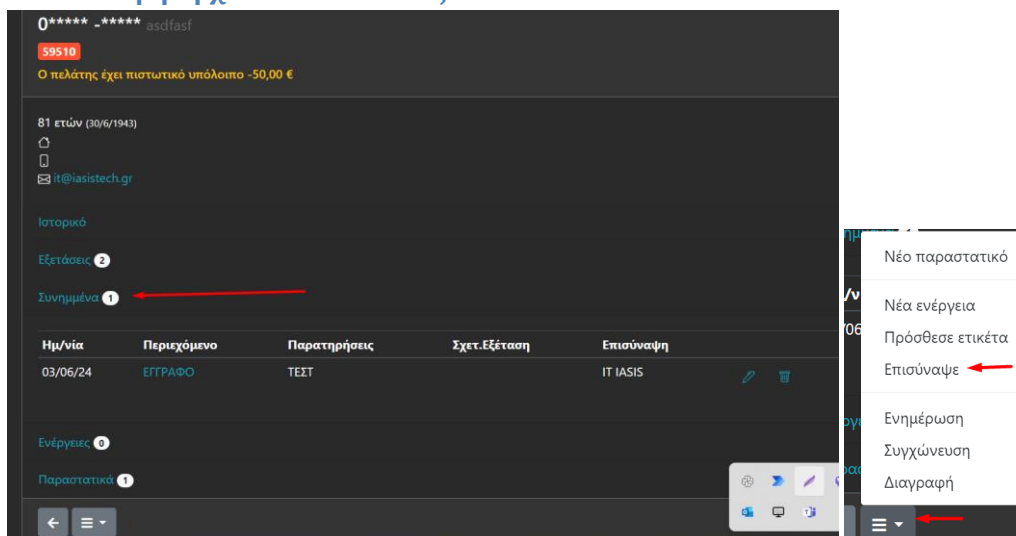 0***** -***** asdfasf
59510
Ο πελάτης έχει πιστωτικό υπόλοιπο -50,00 €
81 ετών (30/6/1943)
it@iasistech.gr
Ιστορικό
Εξετάσεις 2
Συνημμένα 1
Ημ/νία Περιεχόμενο Παρατηρήσεις Σχετ.Εξέταση Επισύναψη
03/06/24 ΕΓΓΡΑΦΟ ΤΕΣΤ IT IASIS
Ενέργειες 0
Παραστατικά 1
Νέο παραστατικό
Νέα ενέργεια
Πρόσθεσε ετικέτα
Επισύναψε
Ενημέρωση
Συγχώνευση
Διαγραφή